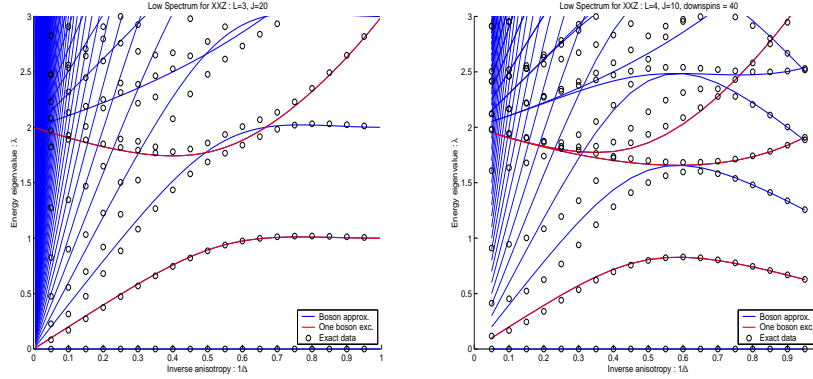 Low Spectrum for XXZ : L=3, J=20
3
2.5
2
1.5
1
0.5
0
Energy eigenvalue : λ
0 0.1 0.2 0.3 0.4 0.5 0.6 0.7 0.8 0.9 1
Inverse anisotropy : 1/Δ
Boson approx.
One boson exc.
Exact data
Low Spectrum for XXZ : L=4, J=10, downspins = 40
3
2.5
2
1.5
1
0.5
0
Energy eigenvalue : λ
0 0.1 0.2 0.3 0.4 0.5 0.6 0.7 0.8 0.9
Inverse anisotropy : 1/Δ
Boson approx.
One boson exc.
Exact data